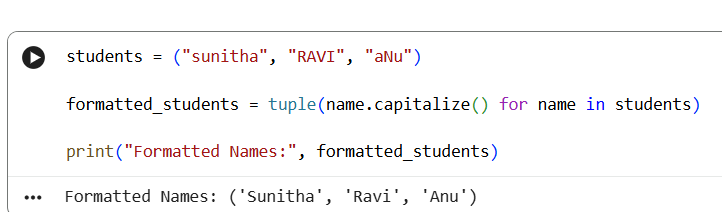 students = ("sunitha", "RAVI", "aNu")
formatted_students = tuple(name.capitalize() for name in students)
print("Formatted Names:", formatted_students)
Formatted Names: ('Sunitha', 'Ravi', 'Anu')